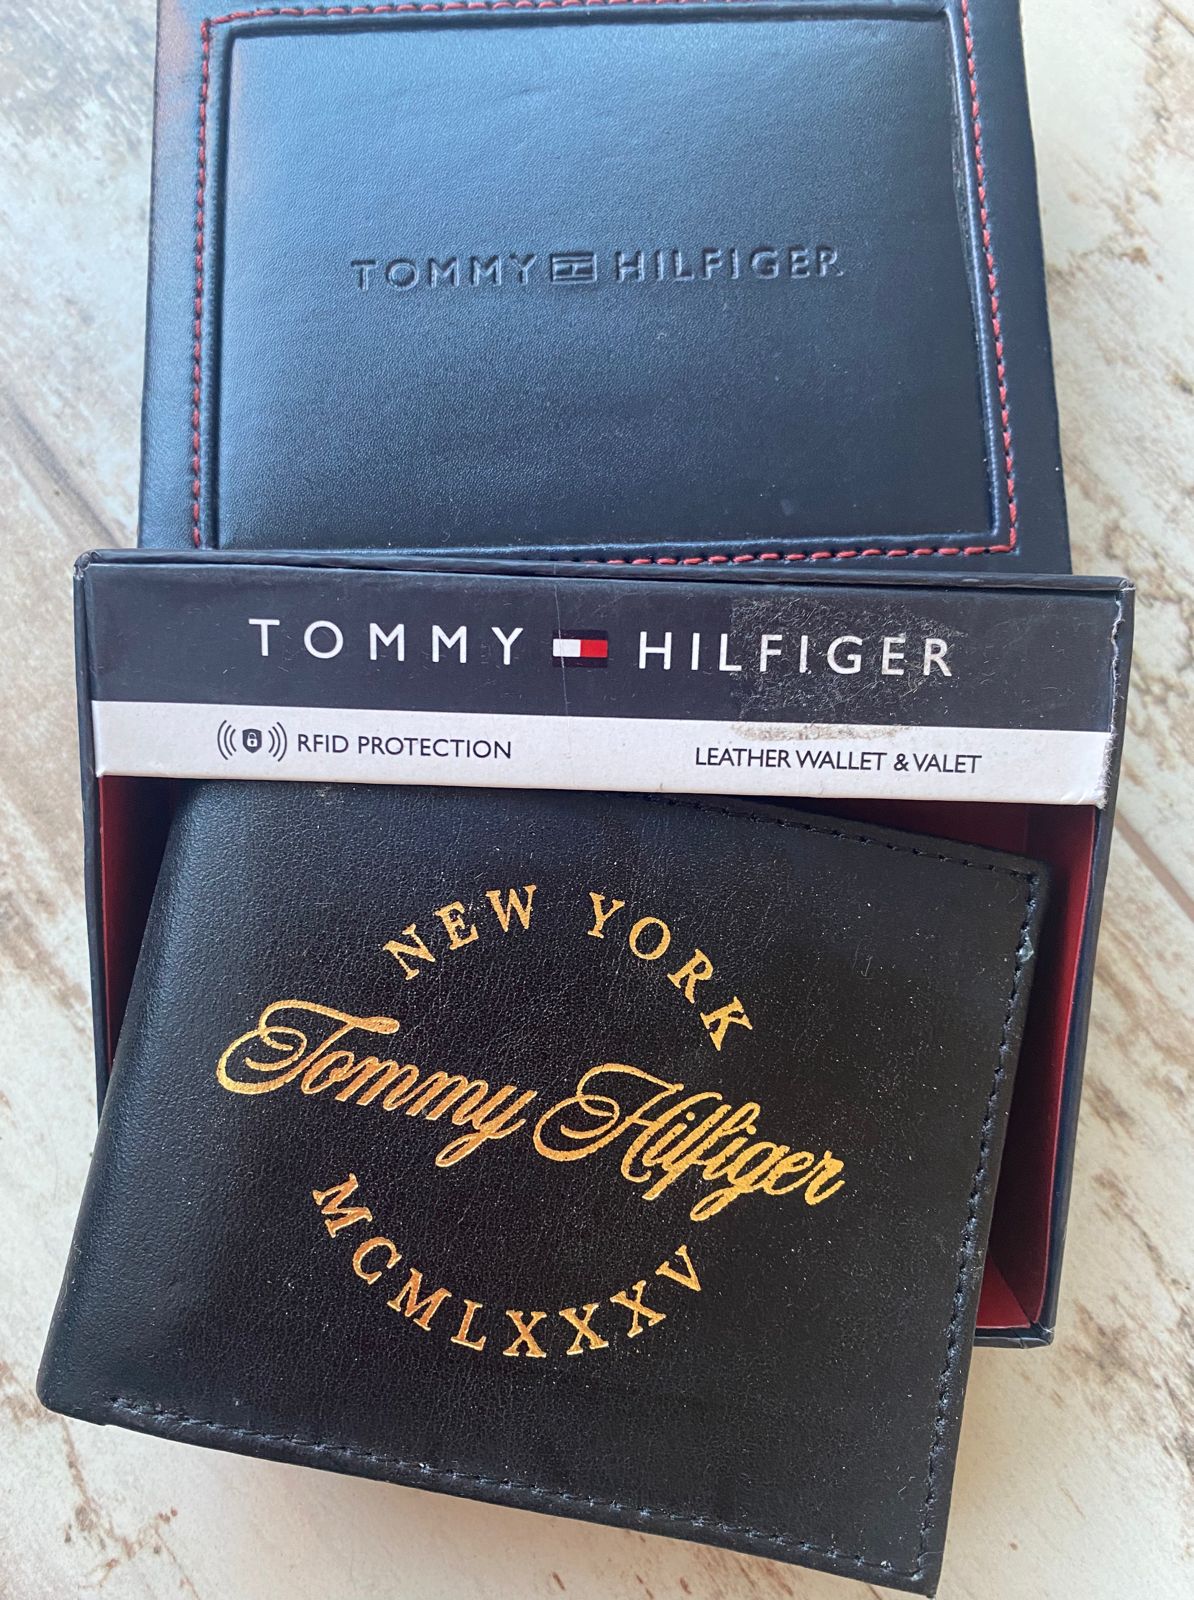 TOMMY HILFIGER
TOMMY HILFIGER
RFID PROTECTION
LEATHER WALLET & VALET
NEW YORK
Tommy Hilfiger
MCMLXXXV